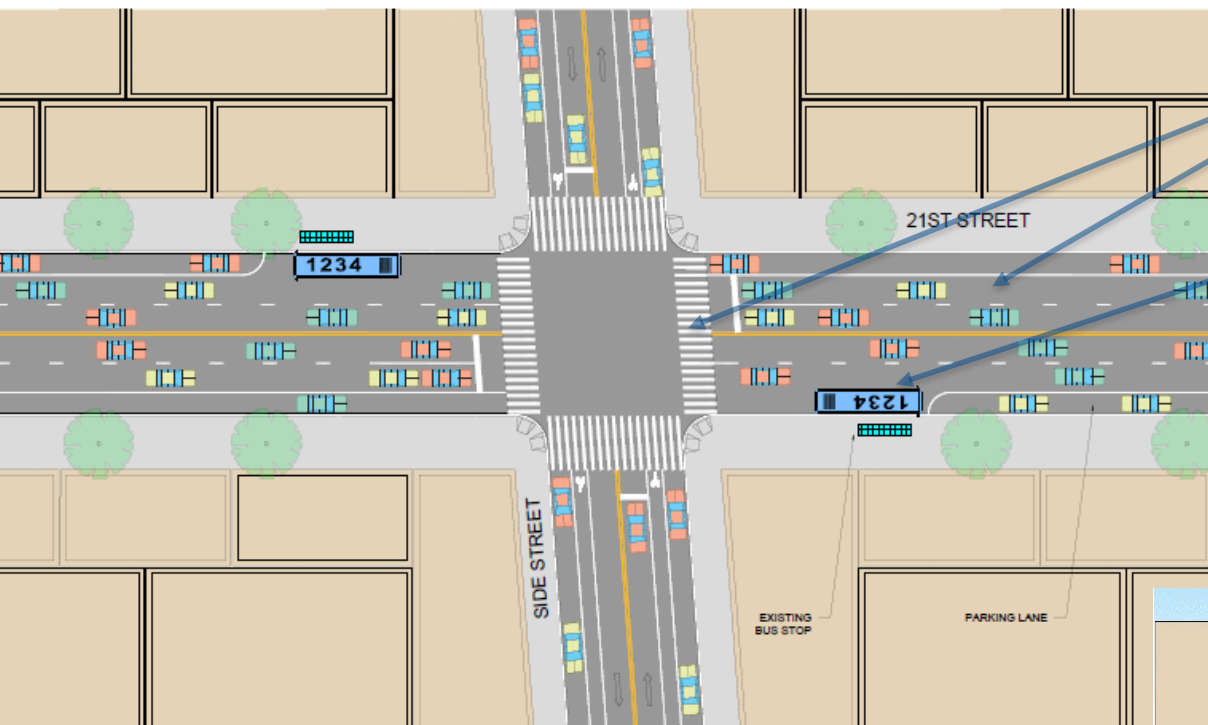 21ST STREET
1234
1234
SIDE STREET
EXISTING
BUS STOP
PARKING LANE